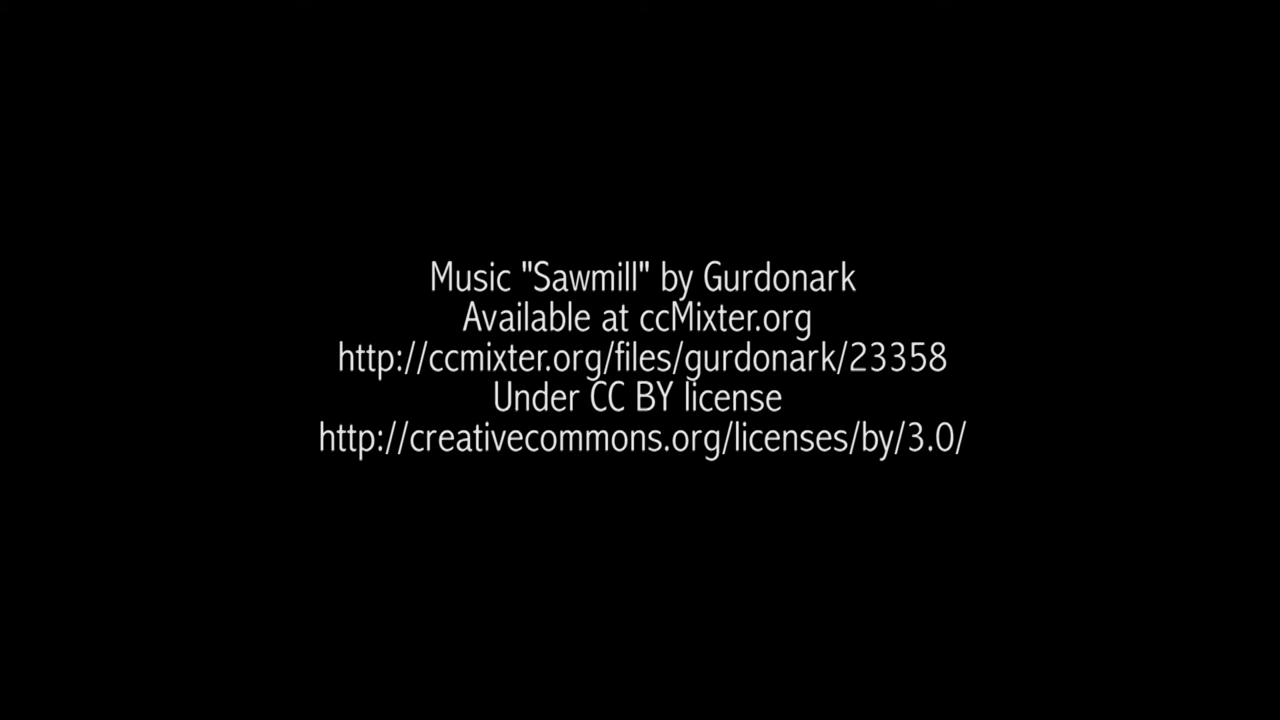 Music "Sawmill" by Gurdonark
Available at ccMixter.org
http://ccmixter.org/files/gurdonark/23358
Under CC BY license
http://creativecommons.org/licenses/by/3.0/